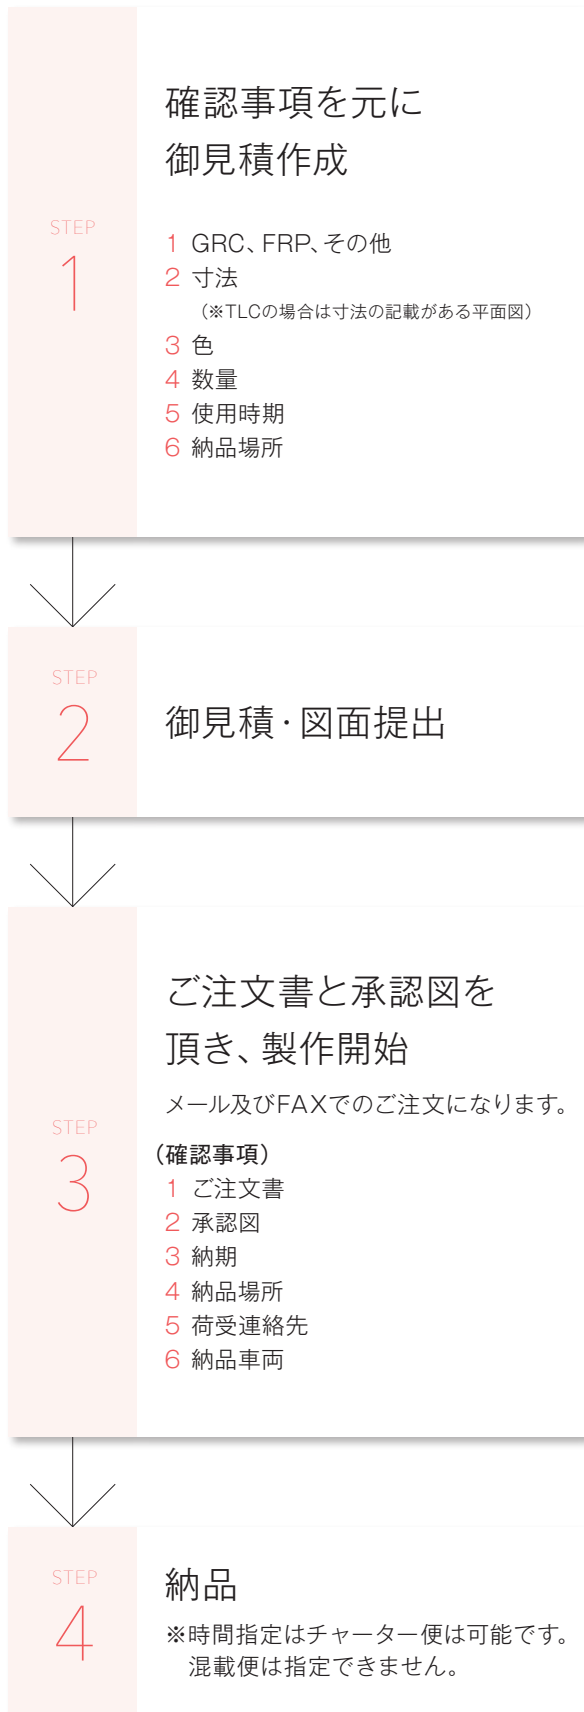 STEP
1
確認事項を元に
御見積作成
1 GRC、FRP、その他
2 寸法
(※TLCの場合は寸法の記載がある平面図)
3 色
4 数量
5 使用時期
6 納品場所
STEP
2
御見積・図面提出
STEP
3
ご注文書と承認図を
頂き、製作開始
メール及びFAXでのご注文になります。
(確認事項)
1 ご注文書
2 承認図
3 納期
4 納品場所
5 荷受連絡先
6 納品車両
STEP
4
納品
※時間指定はチャーター便は可能です。
混載便は指定できません。